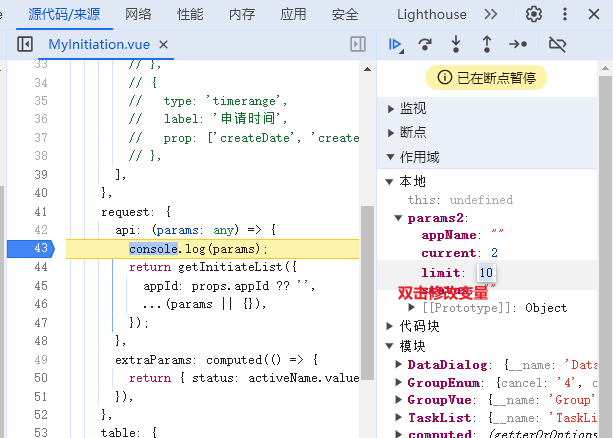 源代码/来源 网络 性能 内存 应用 安全 Lighthouse
MyInitiation.vue
已在断点暂停
监视
断点
作用域
本地
this: undefined
params2:
appName: ""
current: 2
limit: 10
双击修改变量
[[Prototype]]: Object
代码块
模块
DataDialog: {__name: 'Data
GroupEnum: {cancel: '4', c
GroupVue: {__name: 'Group'
TaskList: {__name: 'TaskLi
computed: (getterOrOptions
33 // },
34 // {
35 // type: 'timerange',
36 // label: '申请时间',
37 // prop: ['createDate', 'create
38 // },
39 ],
40 },
41 request: {
42 api: (params: any) => {
43 console.log(params);
44 return getInitiateList({
45 appId: props.appId ?? '',
46 ...(params || {}),
47 });
48 },
49 extraParams: computed(() => {
50 return { status: activeName.value
51 }),
52 },
53 table: {